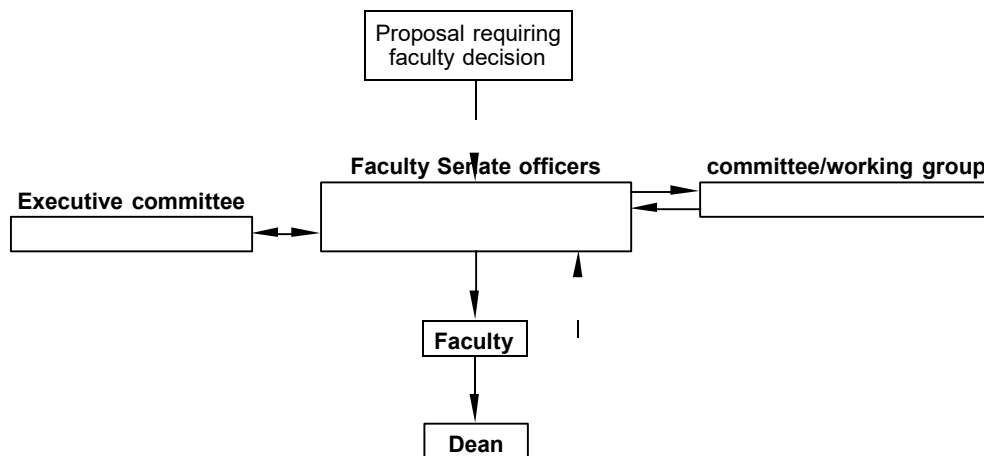 Proposal requiring
faculty decision
Faculty Senate officers
committee/working group
Executive committee
Faculty
Dean